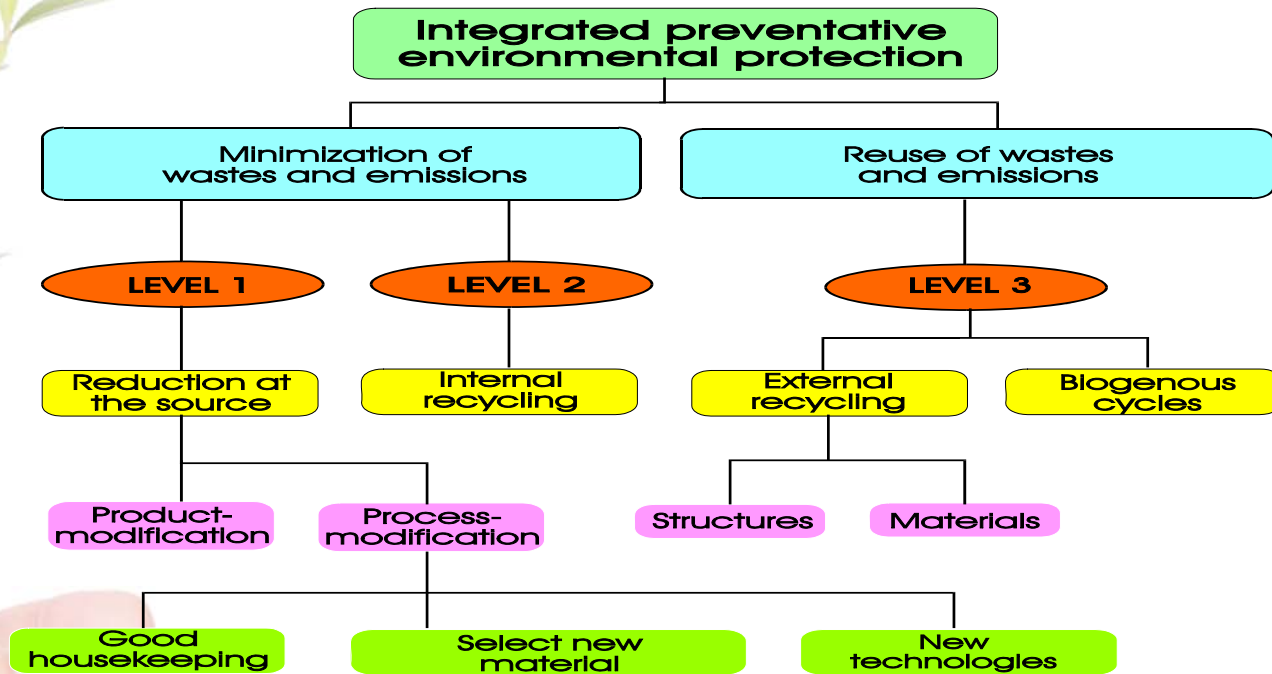 Integrated preventative
environmental protection
Minimization of
wastes and emissions
Reuse of wastes
and emissions
LEVEL 1
LEVEL 2
LEVEL 3
Reduction at
the source
Internal
recycling
External
recycling
Biogenous
cycles
Product-
modification
Process-
modification
Structures
Materials
Good
housekeeping
Select new
material
New
technologies